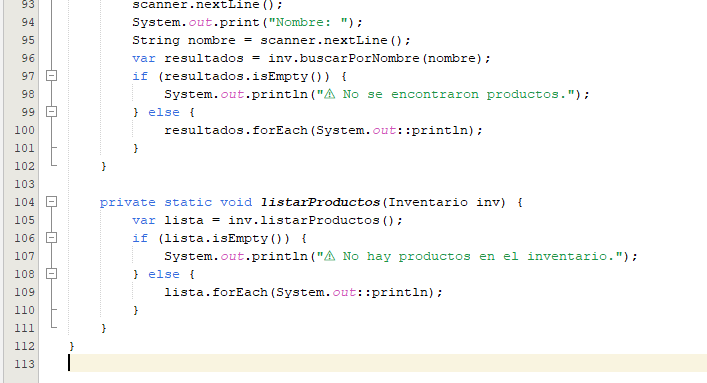 93 scanner.nextLine();
94 System.out.print("Nombre: ");
95 String nombre = scanner.nextLine();
96 var resultados = inv.buscarPorNombre(nombre);
97 if (resultados.isEmpty()) {
98 System.out.println("⚠ No se encontraron productos.");
99 } else {
100 resultados.forEach(System.out::println);
101 }
102 }
103
104 private static void listarProductos(Inventario inv) {
105 var lista = inv.listarProductos();
106 if (lista.isEmpty()) {
107 System.out.println("⚠ No hay productos en el inventario.");
108 } else {
109 lista.forEach(System.out::println);
110 }
111 }
112 }
113